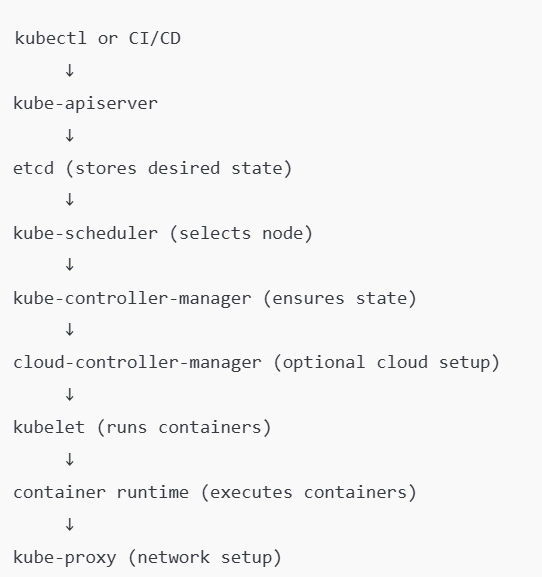 kubectl or CI/CD
↓
kube-apiserver
↓
etcd (stores desired state)
↓
kube-scheduler (selects node)
↓
kube-controller-manager (ensures state)
↓
cloud-controller-manager (optional cloud setup)
↓
kubelet (runs containers)
↓
container runtime (executes containers)
↓
kube-proxy (network setup)